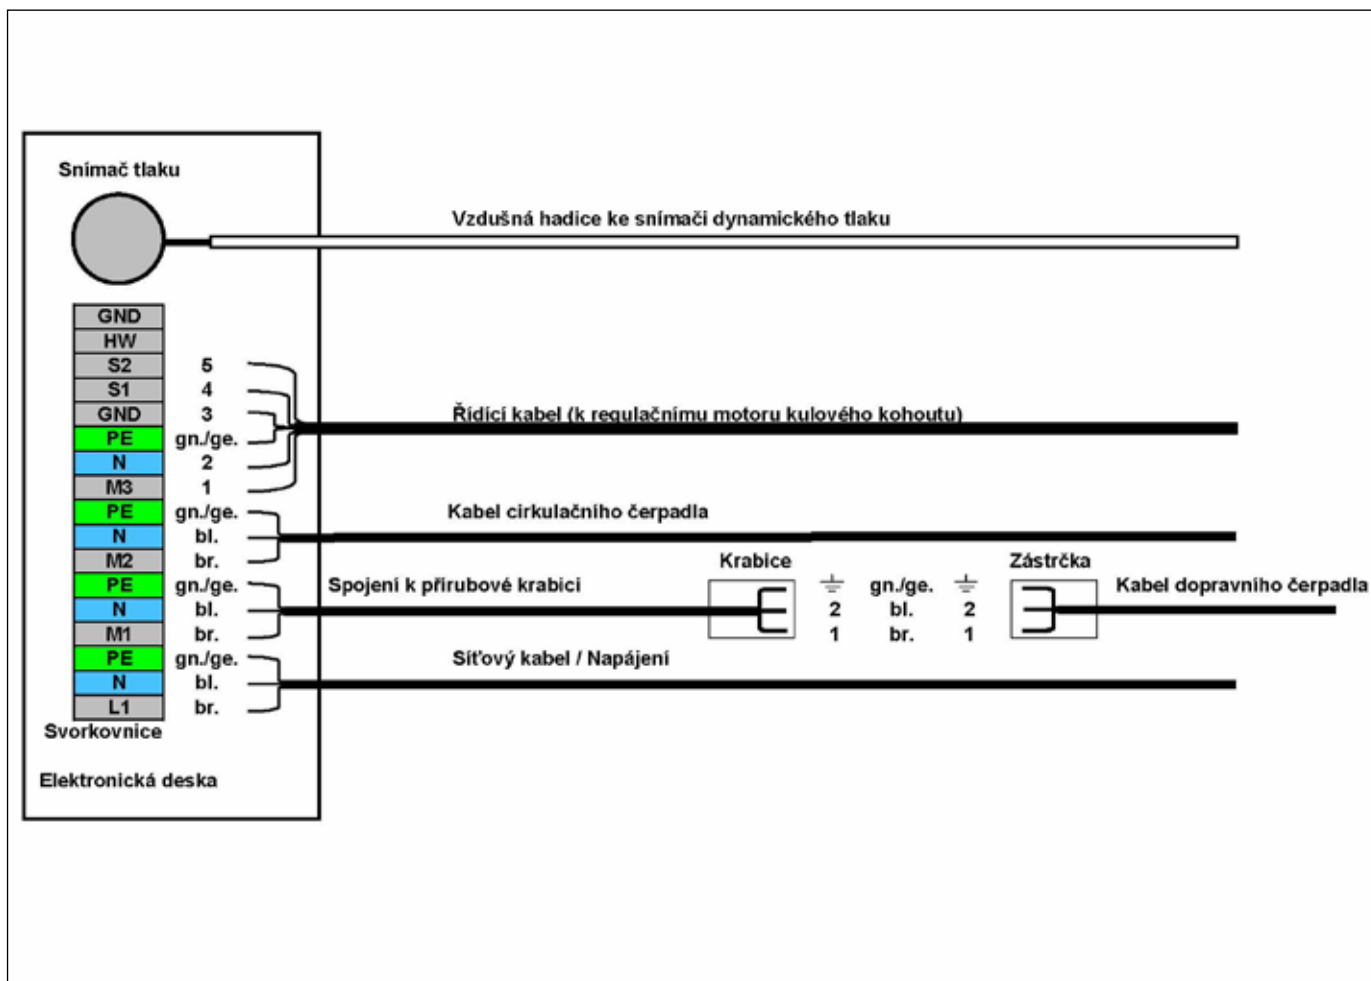 Snímač tlaku
Vzdušná hadice ke snímači dynamického tlaku
GND
HW
S2 5
S1 4
GND 3 Řídící kabel (k regulačnímu motoru kulového kohoutu)
PE gn./ge.
N 2
M3 1
PE gn./ge. Kabel cirkulačního čerpadla
N bl.
M2 br. Krabice Zástrčka
PE gn./ge. Spojení k přírubové krabici gn./ge. Kabel dopravního čerpadla
N bl. 2 bl. 2
M1 br. 1 br. 1
PE gn./ge. Síťový kabel / Napájení
N bl.
L1 br.
Svorkovnice
Elektronická deska